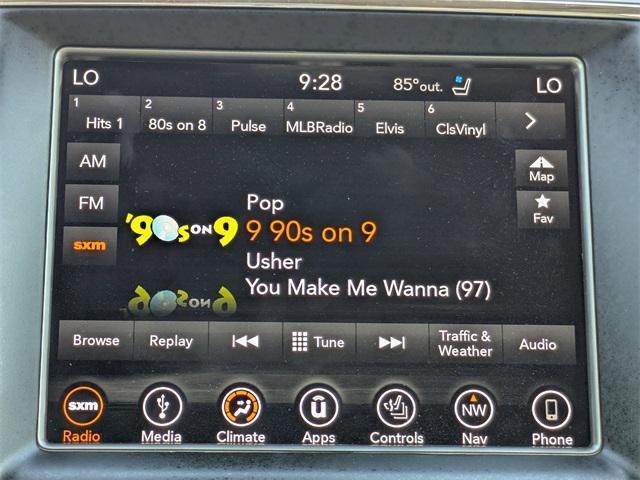 LO 9:28 85°out. LO
1 Hits 1 2 80s on 8 3 Pulse 4 MLBRadio 5 Elvis 6 ClsVinyl >
AM
FM
sxm
Map
Fav
'90s ON 9
Pop
9 90s on 9
Usher
You Make Me Wanna (97)
Browse Replay Tune Traffic & Weather Audio
sxm NW
Radio Media Climate Apps Controls Nav Phone